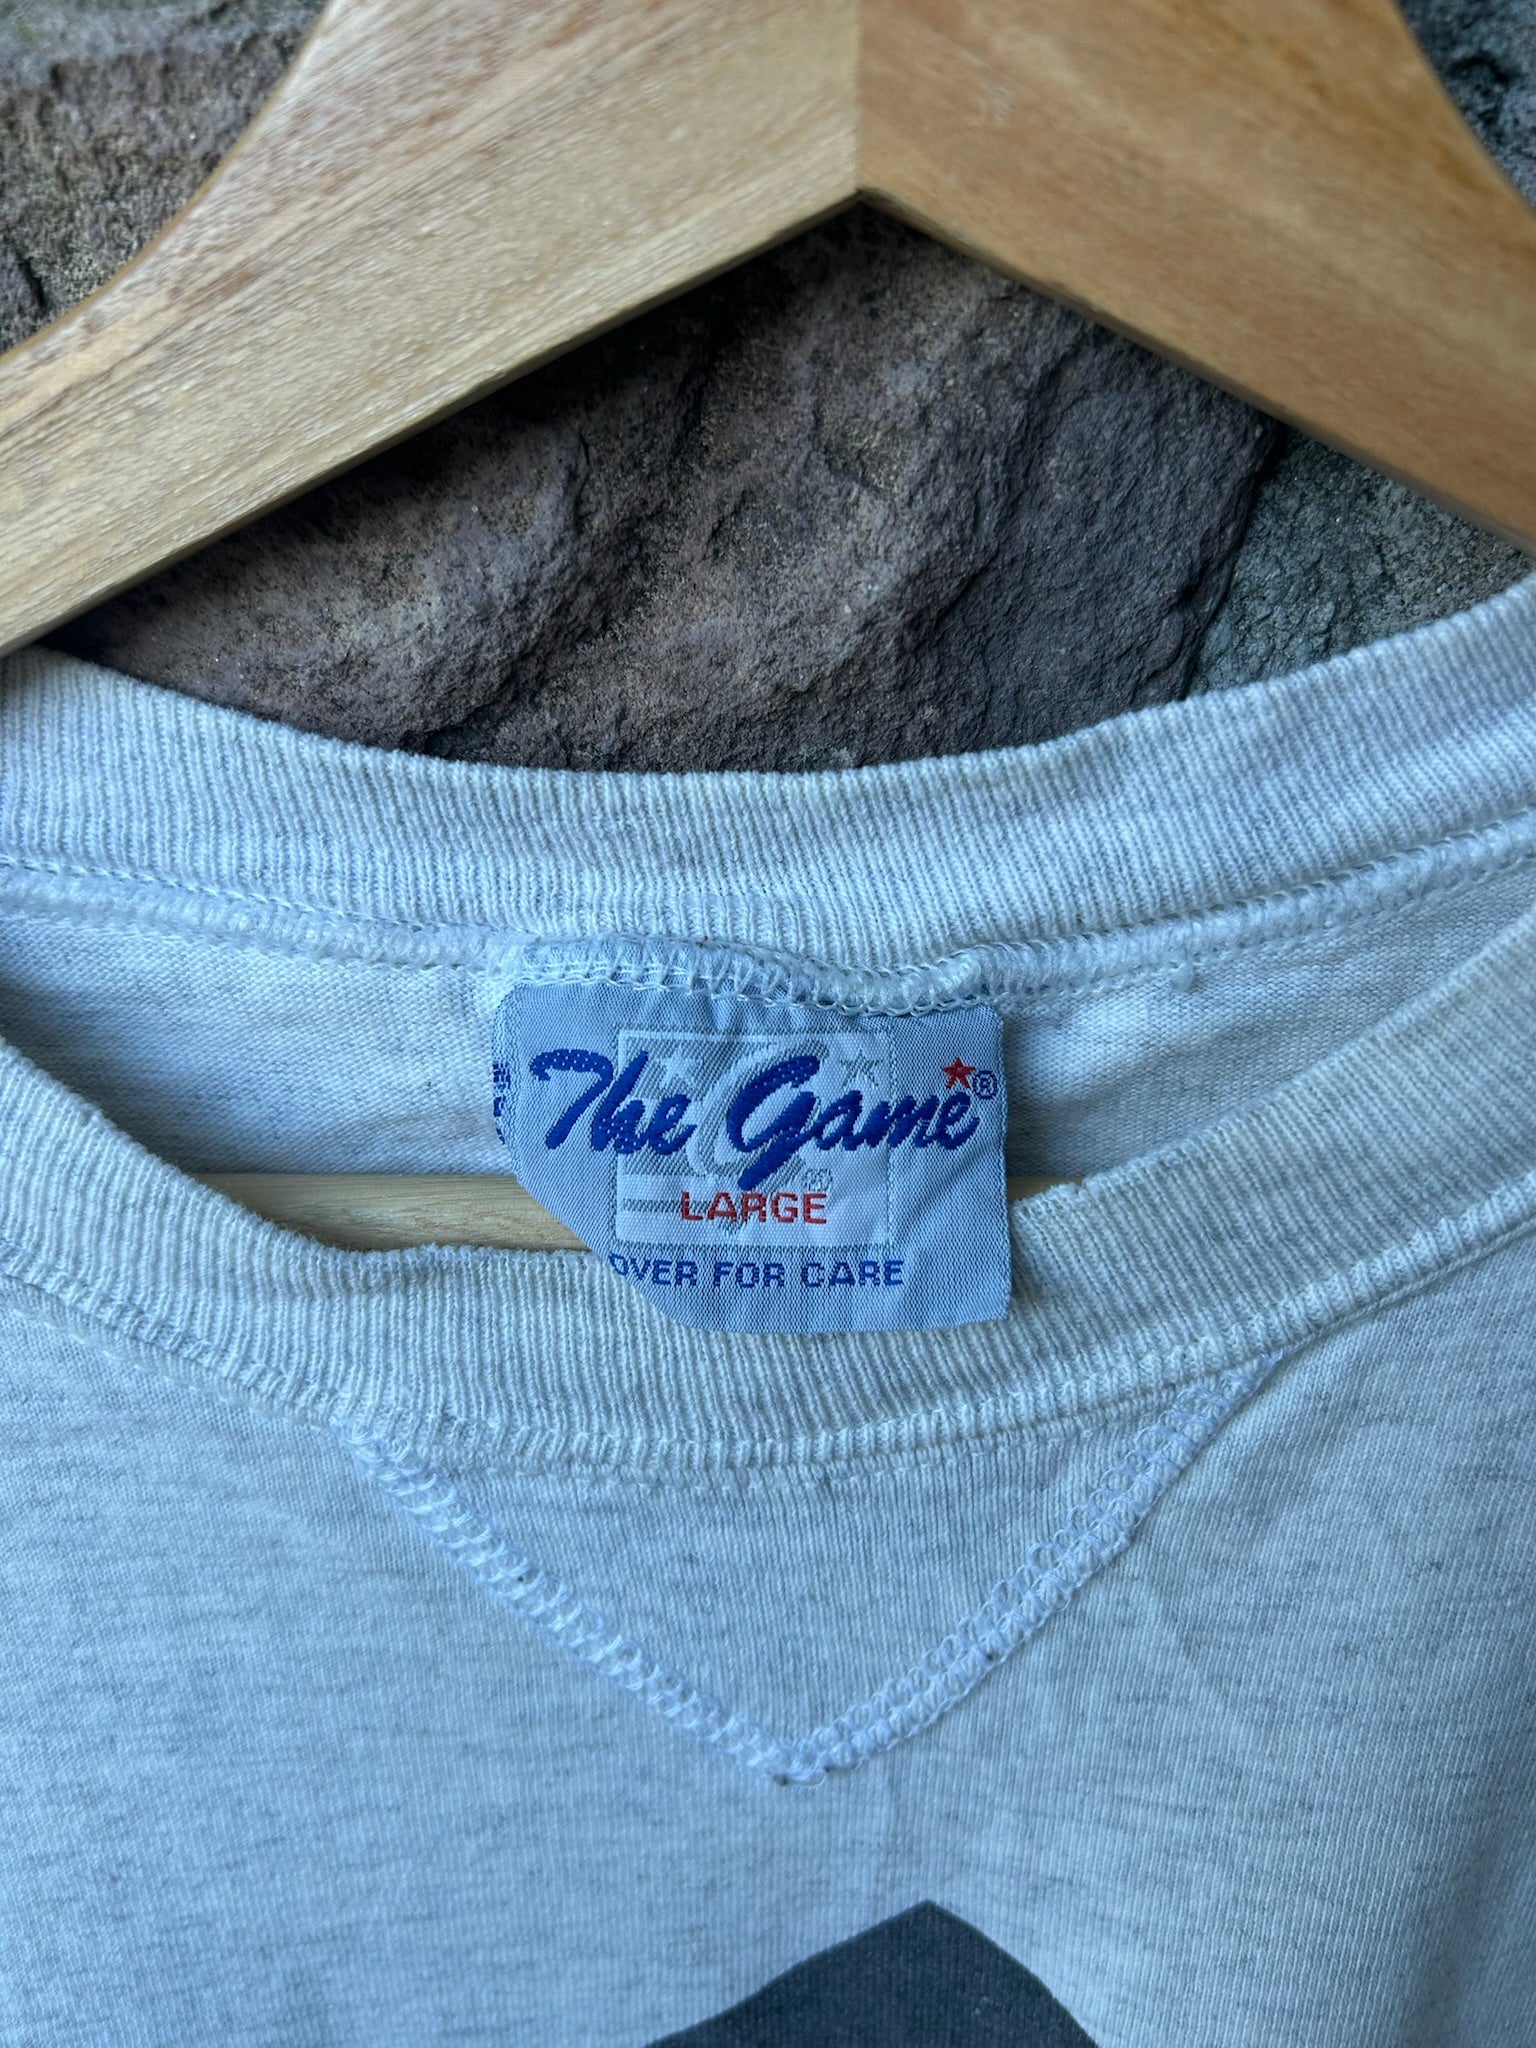 The Game®
®
LARGE
OVER FOR CARE